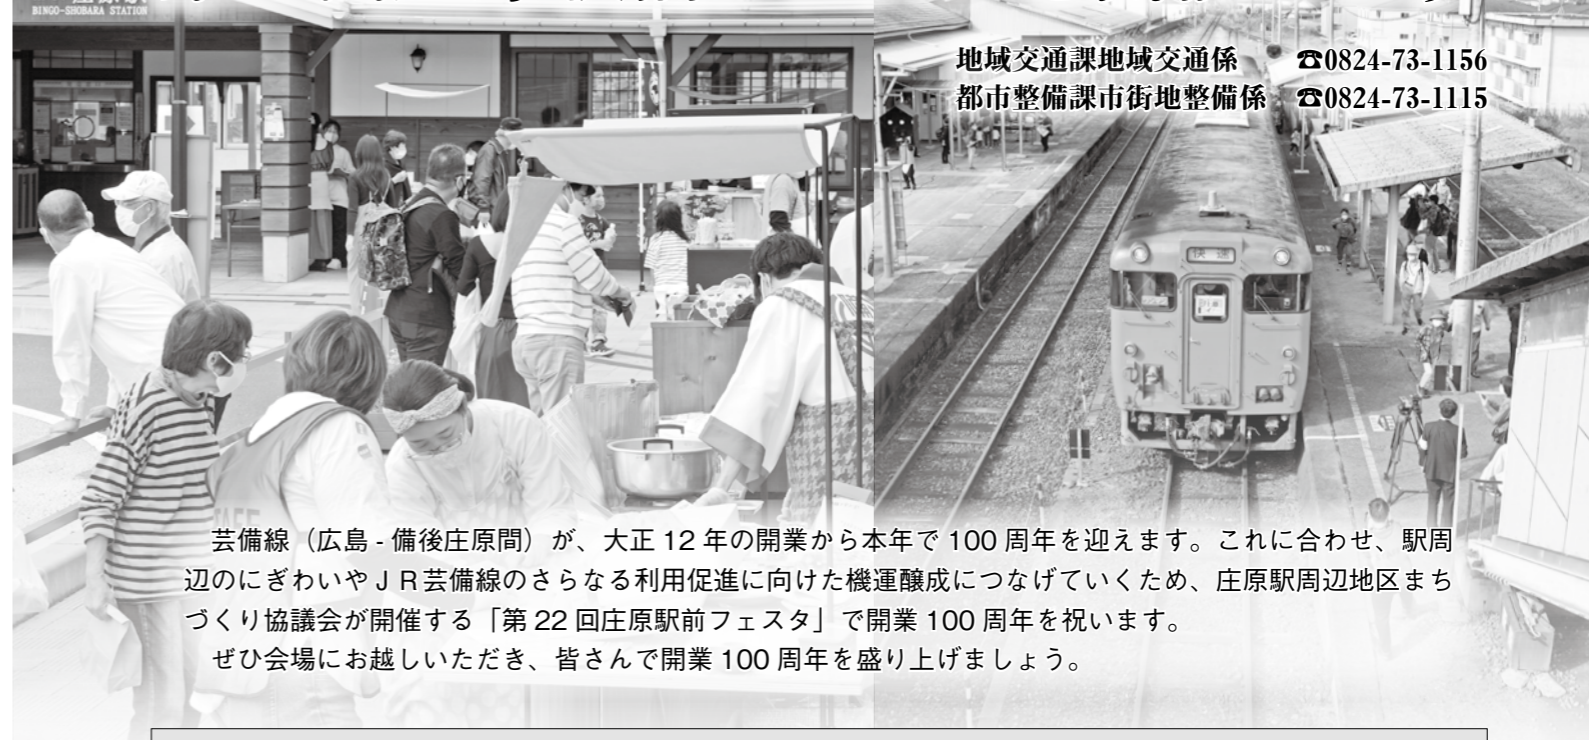 BINGO-SHOBARA STATION
地域交通課地域交通係 ☎0824-73-1156
都市整備課市街地整備係 ☎0824-73-1115
快速
芸備線（広島 - 備後庄原間）が、大正 12 年の開業から本年で 100 周年を迎えます。これに合わせ、駅周
辺のにぎわいやＪＲ芸備線のさらなる利用促進に向けた機運醸成につなげていくため、庄原駅周辺地区まち
づくり協議会が開催する「第 22 回庄原駅前フェスタ」で開業 100 周年を祝います。
ぜひ会場にお越しいただき、皆さんで開業 100 周年を盛り上げましょう。